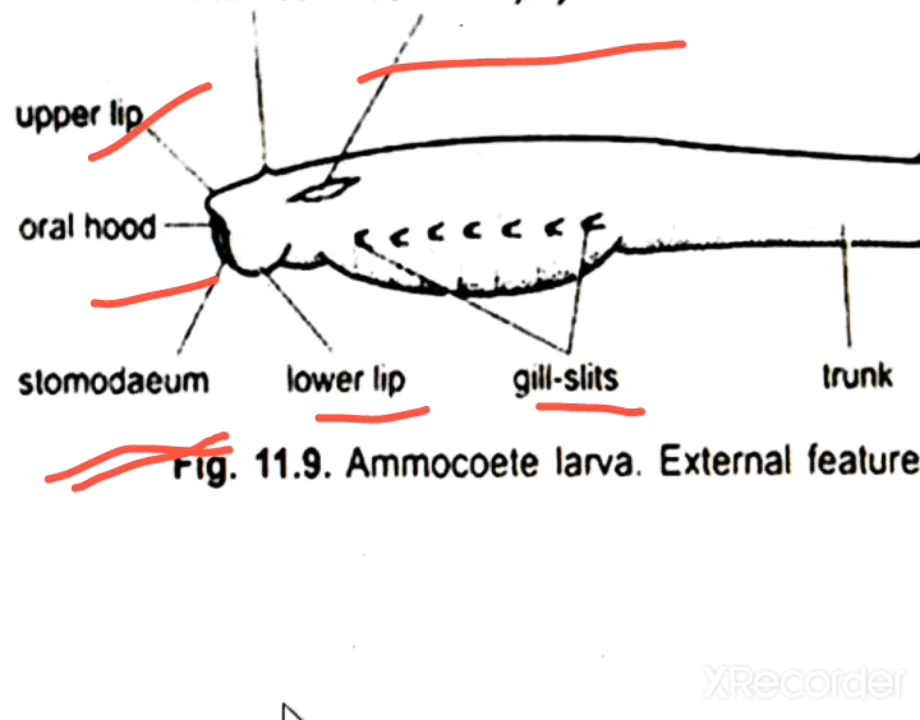 upper lip
oral hood
stomodaeum
lower lip
gill-slits
trunk
Fig. 11.9. Ammocoete larva. External feature
XRecorder